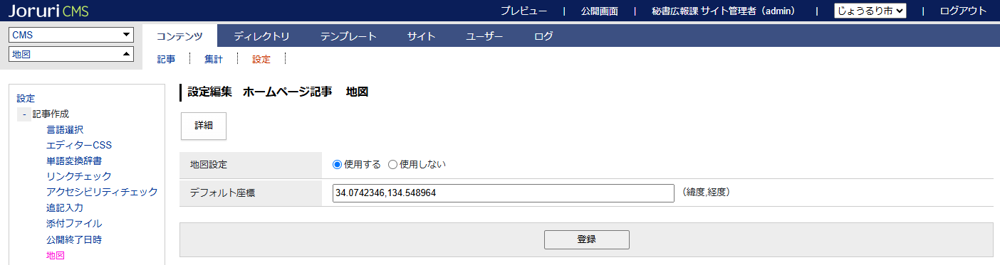 Joruri CMS
プレビュー | 公開画面 | 秘書広報課 サイト管理者（admin） | じょうるり市 | ログアウト
CMS
地図
コンテンツ ディレクトリ テンプレート サイト ユーザー ログ
記事 集計 設定
設定
- 記事作成
言語選択
エディターCSS
単語変換辞書
リンクチェック
アクセシビリティチェック
追記入力
添付ファイル
公開終了日時
地図
設定編集 ホームページ記事 地図
詳細
地図設定 使用する 使用しない
デフォルト座標 34.0742346,134.548964 （緯度,経度）
登録